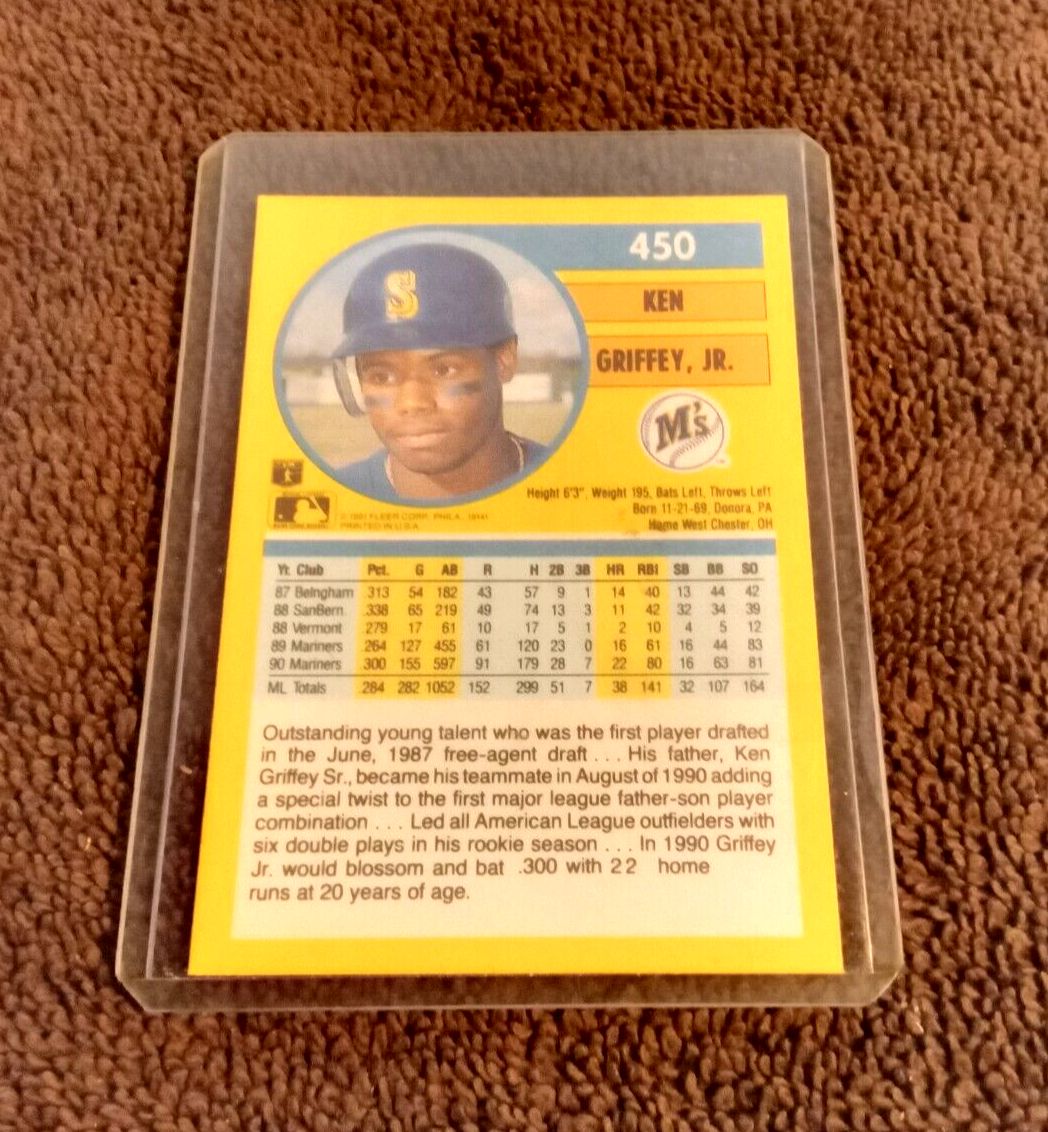 450
KEN
GRIFFEY, JR.
S
M's
Height 6'3", Weight 195, Bats Left, Throws Left
Born 11-21-69, Donora, PA
Home West Chester, OH
FLEER CORP., PHILA., 19141
PRINTED IN U.S.A.
Yr. Club Pct. G AB R H 2B 3B HR RBI SB BB SO
87 Belngham .313 54 182 43 57 9 1 14 40 13 44 42
88 SanBern. .338 65 219 49 74 13 3 11 42 32 34 39
88 Vermont .279 17 61 10 17 5 1 2 10 4 5 12
89 Mariners .264 127 455 61 120 23 0 16 61 16 44 83
90 Mariners .300 155 597 91 179 28 7 22 80 16 63 81
ML Totals .284 282 1052 152 299 51 7 38 141 32 107 164
Outstanding young talent who was the first player drafted
in the June, 1987 free-agent draft . . . His father, Ken
Griffey Sr., became his teammate in August of 1990 adding
a special twist to the first major league father-son player
combination . . . Led all American League outfielders with
six double plays in his rookie season . . . In 1990 Griffey
Jr. would blossom and bat .300 with 22 home
runs at 20 years of age.